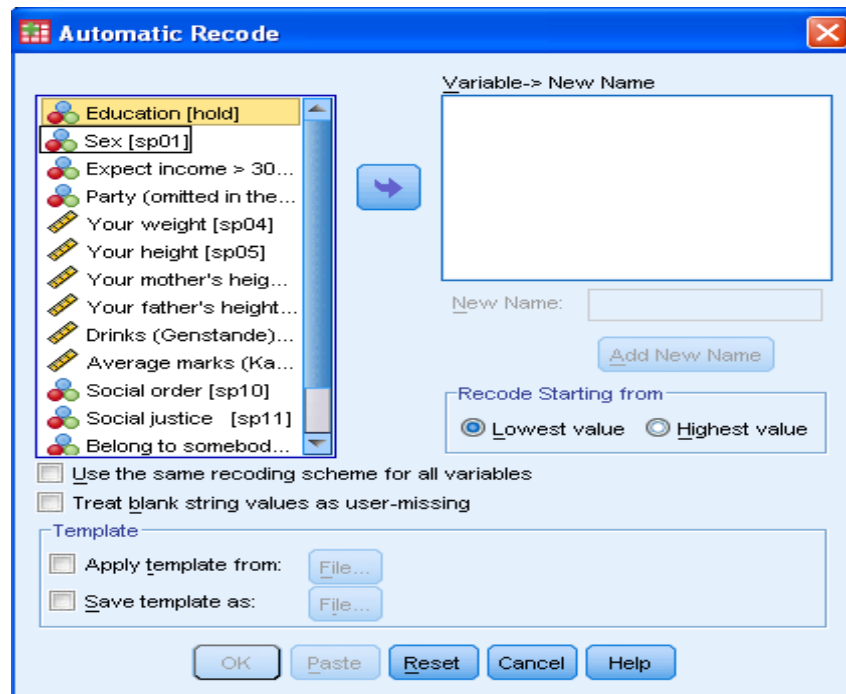 Automatic Recode
Education [hold]
Sex [sp01]
Expect income > 30...
Party (omitted in the...
Your weight [sp04]
Your height [sp05]
Your mother's heig...
Your father's height...
Drinks (Genstande)...
Average marks (Ka...
Social order [sp10]
Social justice [sp11]
Belong to somebod...
Variable-> New Name
New Name:
Add New Name
Recode Starting from
Lowest value Highest value
Use the same recoding scheme for all variables
Treat blank string values as user-missing
Template
Apply template from: File...
Save template as: File...
OK Paste Reset Cancel Help